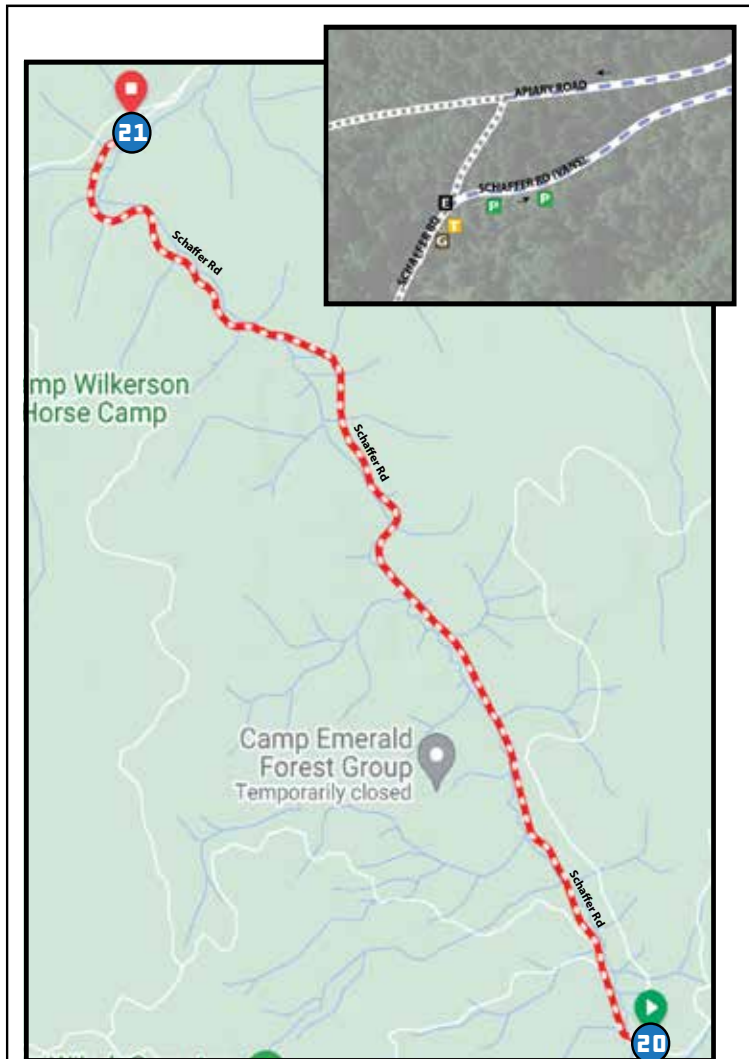 APIARY ROAD
SCHAFFER RD (VANS)
E
P
P
T
G
SCHAFFER RD
21
Schaffer Rd
mp Wilkerson
Horse Camp
Schaffer Rd
Camp Emerald
Forest Group
Temporarily closed
Schaffer Rd
20